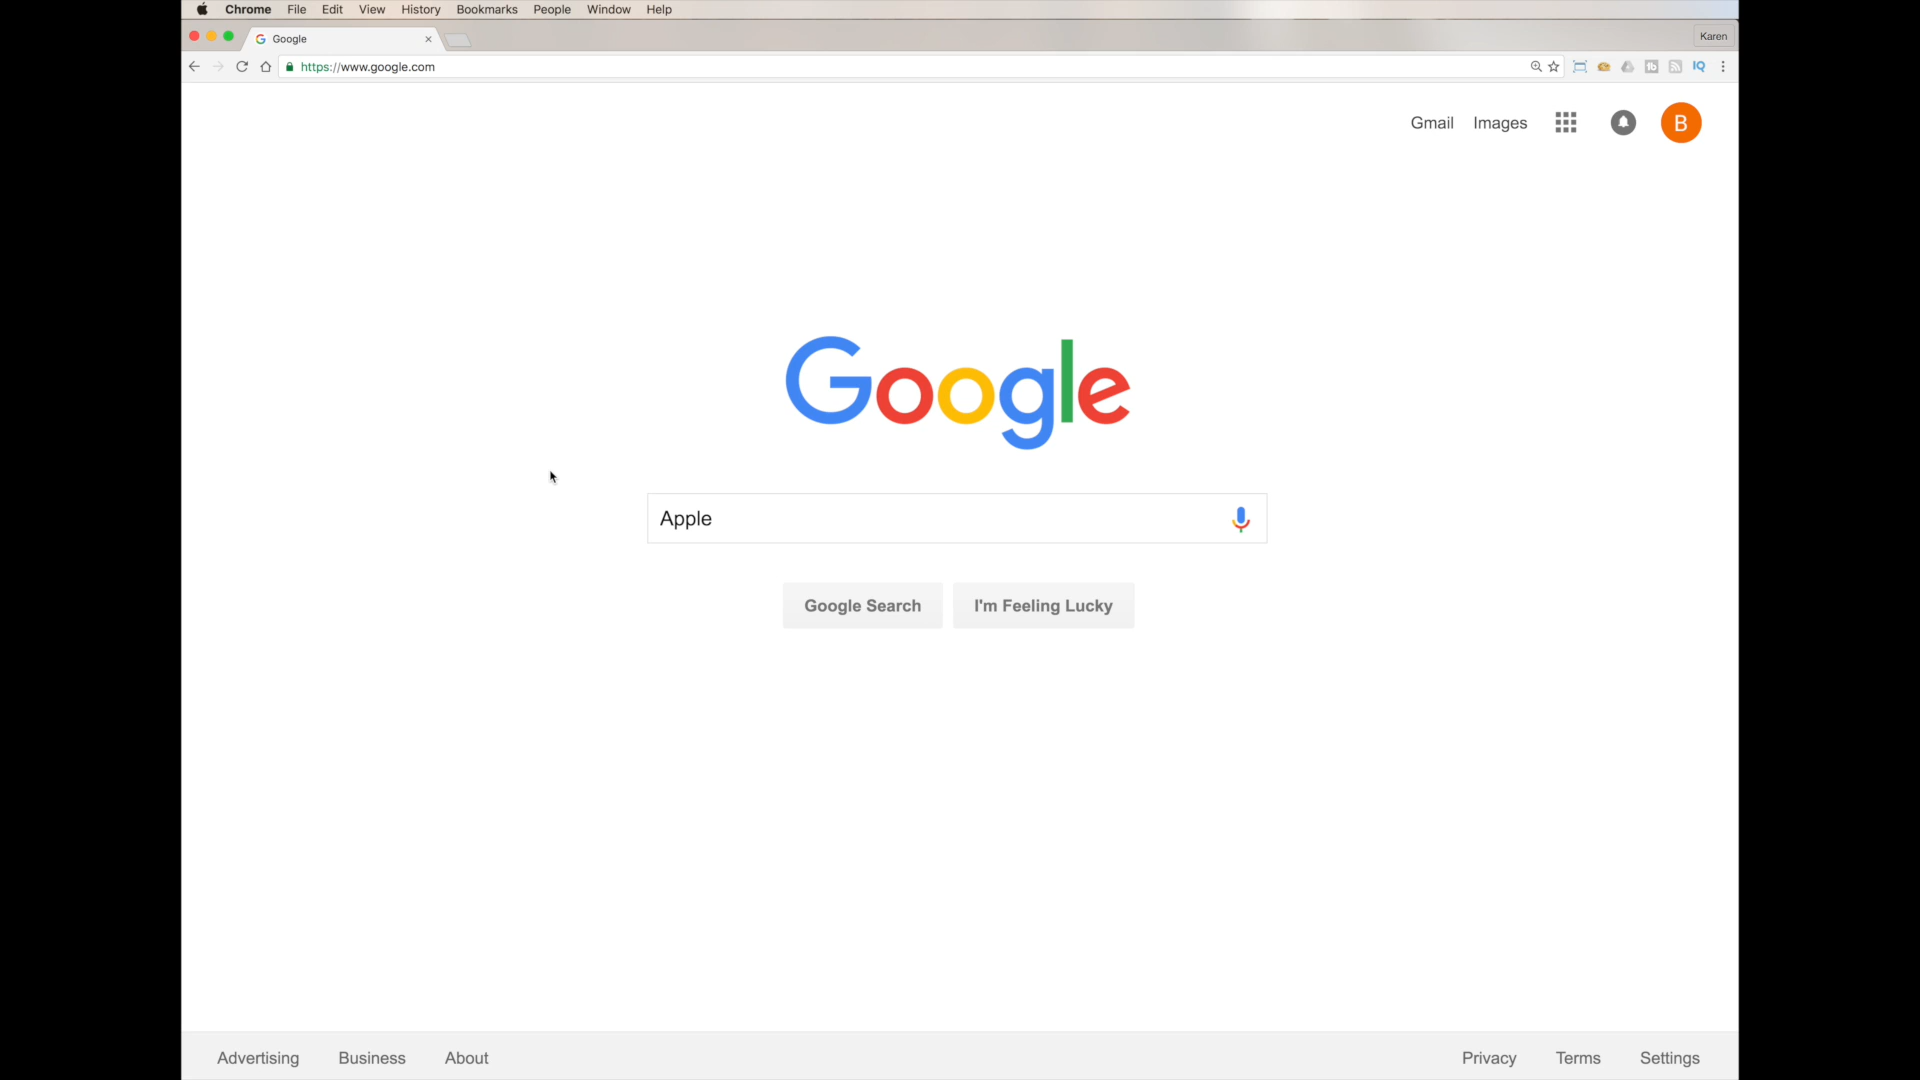 Chrome File Edit View History Bookmarks People Window Help
Google
Karen
https://www.google.com
IQ
Gmail Images B
Google
Apple
Google Search I'm Feeling Lucky
Advertising Business About Privacy Terms Settings